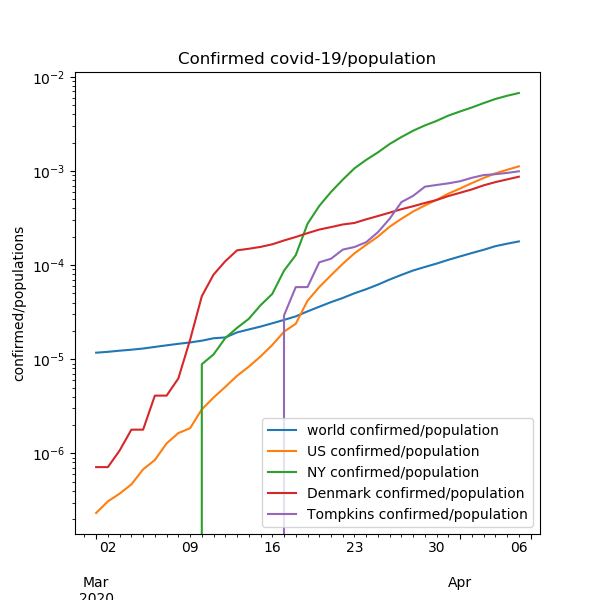 Confirmed covid-19/population
confirmed/populations
10⁻²
10⁻³
10⁻⁴
10⁻⁵
10⁻⁶
world confirmed/population
US confirmed/population
NY confirmed/population
Denmark confirmed/population
Tompkins confirmed/population
02 09 16 23 30 06
Mar Apr
2020